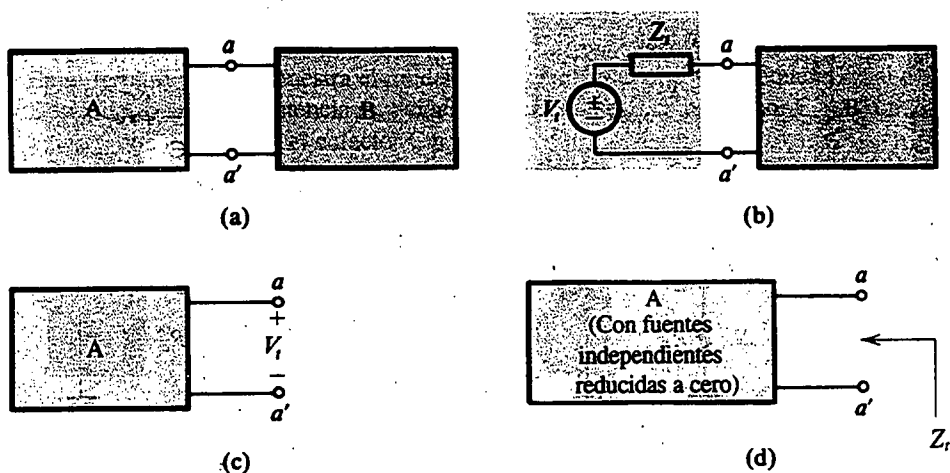 a
A
B
a'
(a)
Z_t
a
V_t
+
−
B
a'
(b)
a
A
+
V_t
−
a'
(c)
A
(Con fuentes
independientes
reducidas a cero)
a
a'
Z_t
(d)